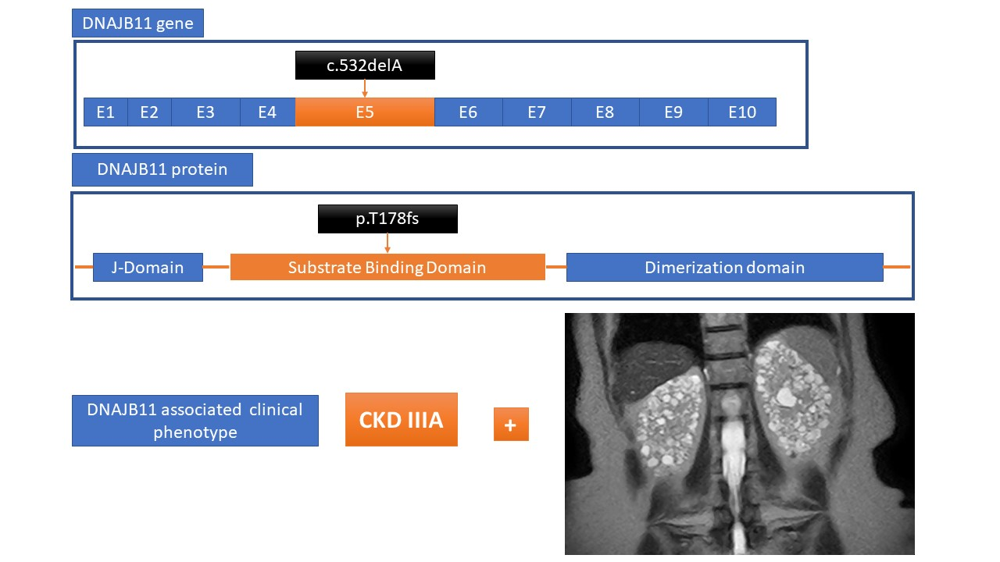 DNAJB11 gene
c.532delA
E1 E2 E3 E4 E5 E6 E7 E8 E9 E10
DNAJB11 protein
p.T178fs
J-Domain Substrate Binding Domain Dimerization domain
DNAJB11 associated clinical
phenotype
CKD IIIA
+